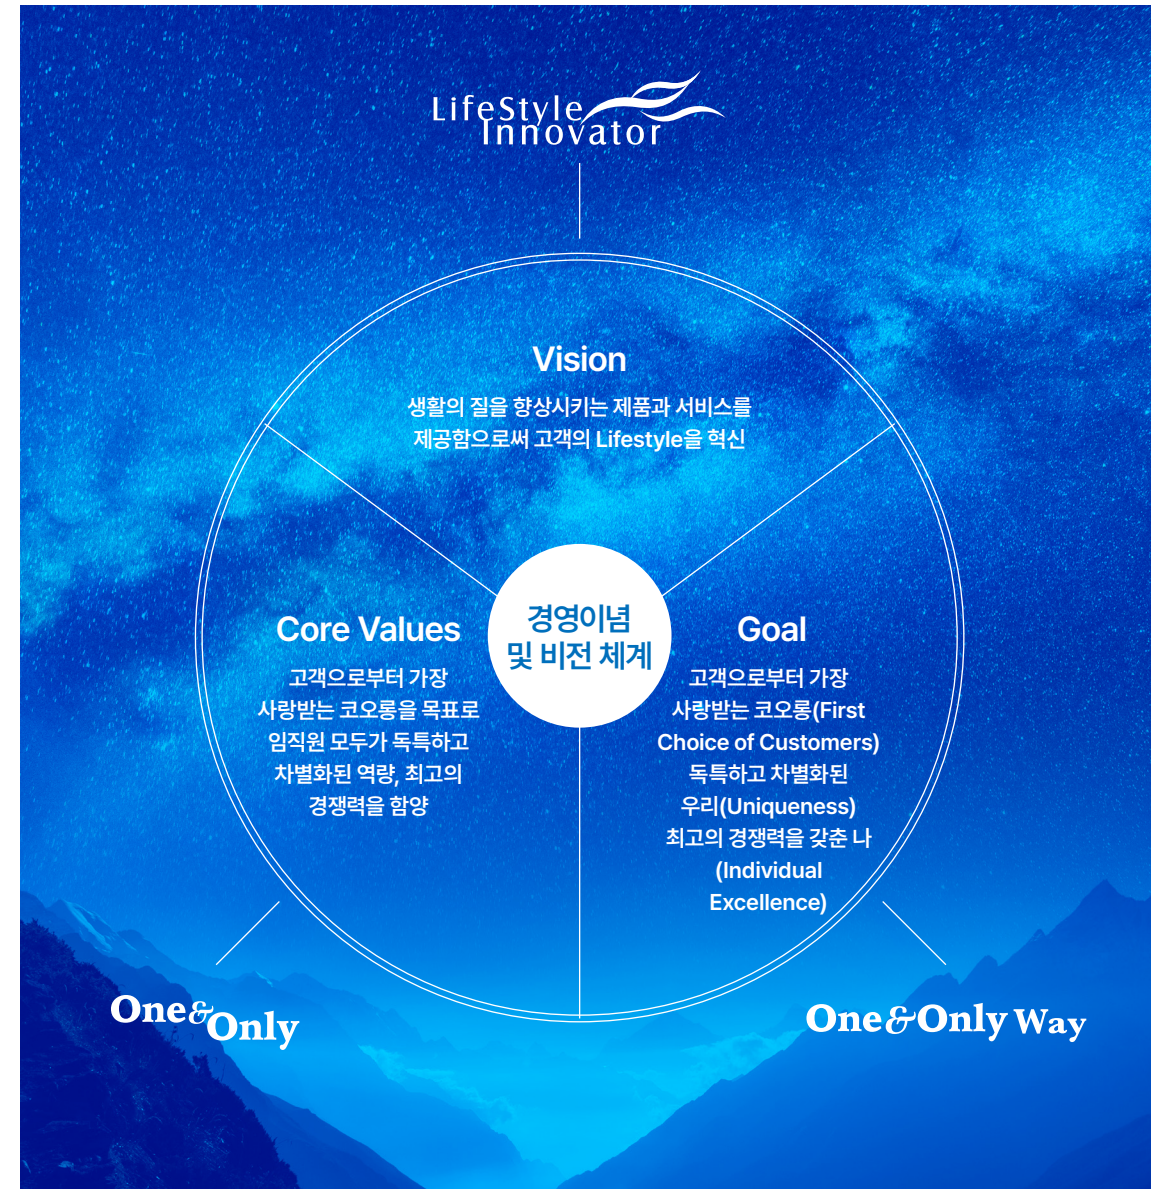 LifeStyle
Innovator
Vision
생활의 질을 향상시키는 제품과 서비스를
제공함으로써 고객의 Lifestyle을 혁신
경영이념
및 비전 체계
Core Values
고객으로부터 가장
사랑받는 코오롱을 목표로
임직원 모두가 독특하고
차별화된 역량, 최고의
경쟁력을 함양
Goal
고객으로부터 가장
사랑받는 코오롱(First
Choice of Customers)
독특하고 차별화된
우리(Uniqueness)
최고의 경쟁력을 갖춘 나
(Individual
Excellence)
One&
Only
One&Only Way